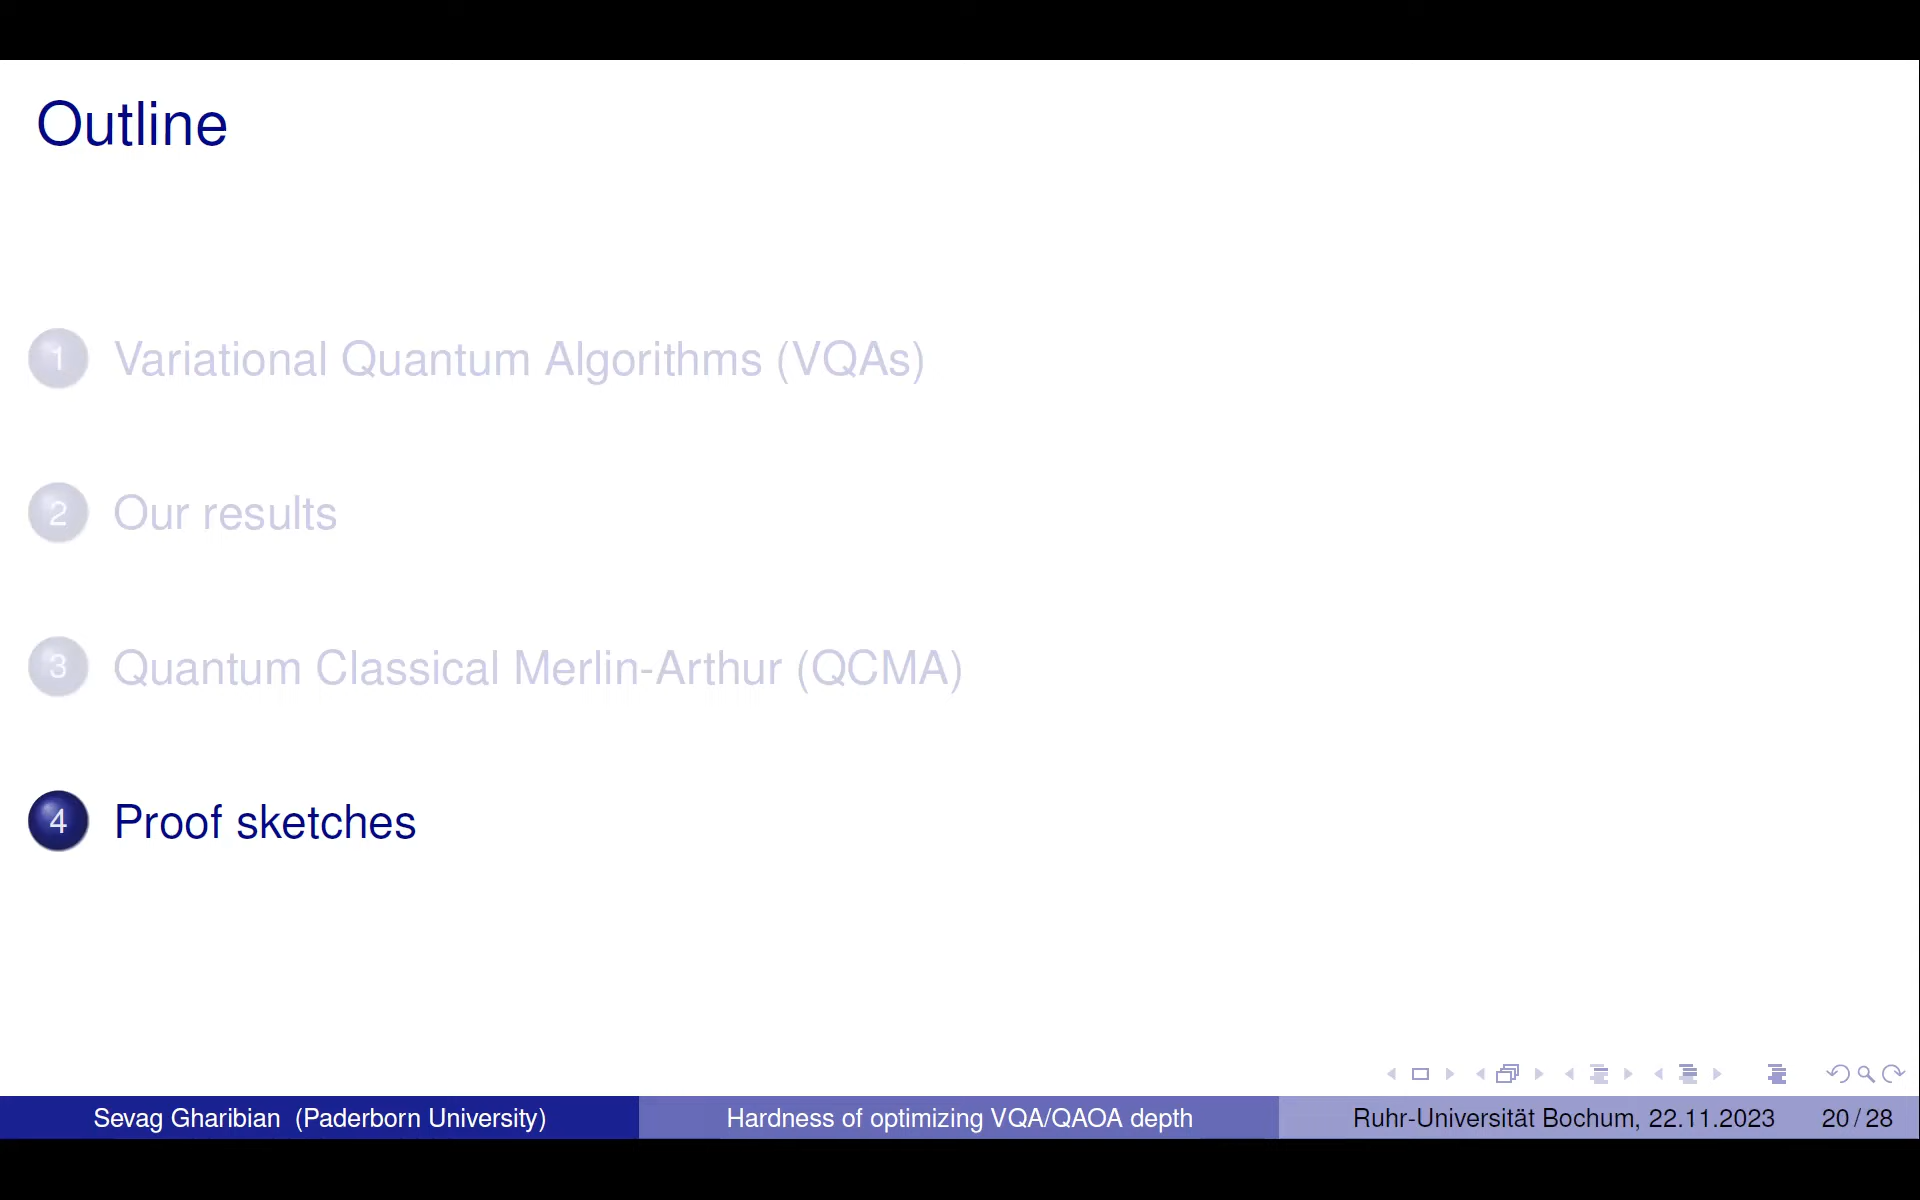 Outline
1 Variational Quantum Algorithms (VQAs)
2 Our results
3 Quantum Classical Merlin-Arthur (QCMA)
4 Proof sketches
Sevag Gharibian (Paderborn University) Hardness of optimizing VQA/QAOA depth Ruhr-Universität Bochum, 22.11.2023 20 / 28